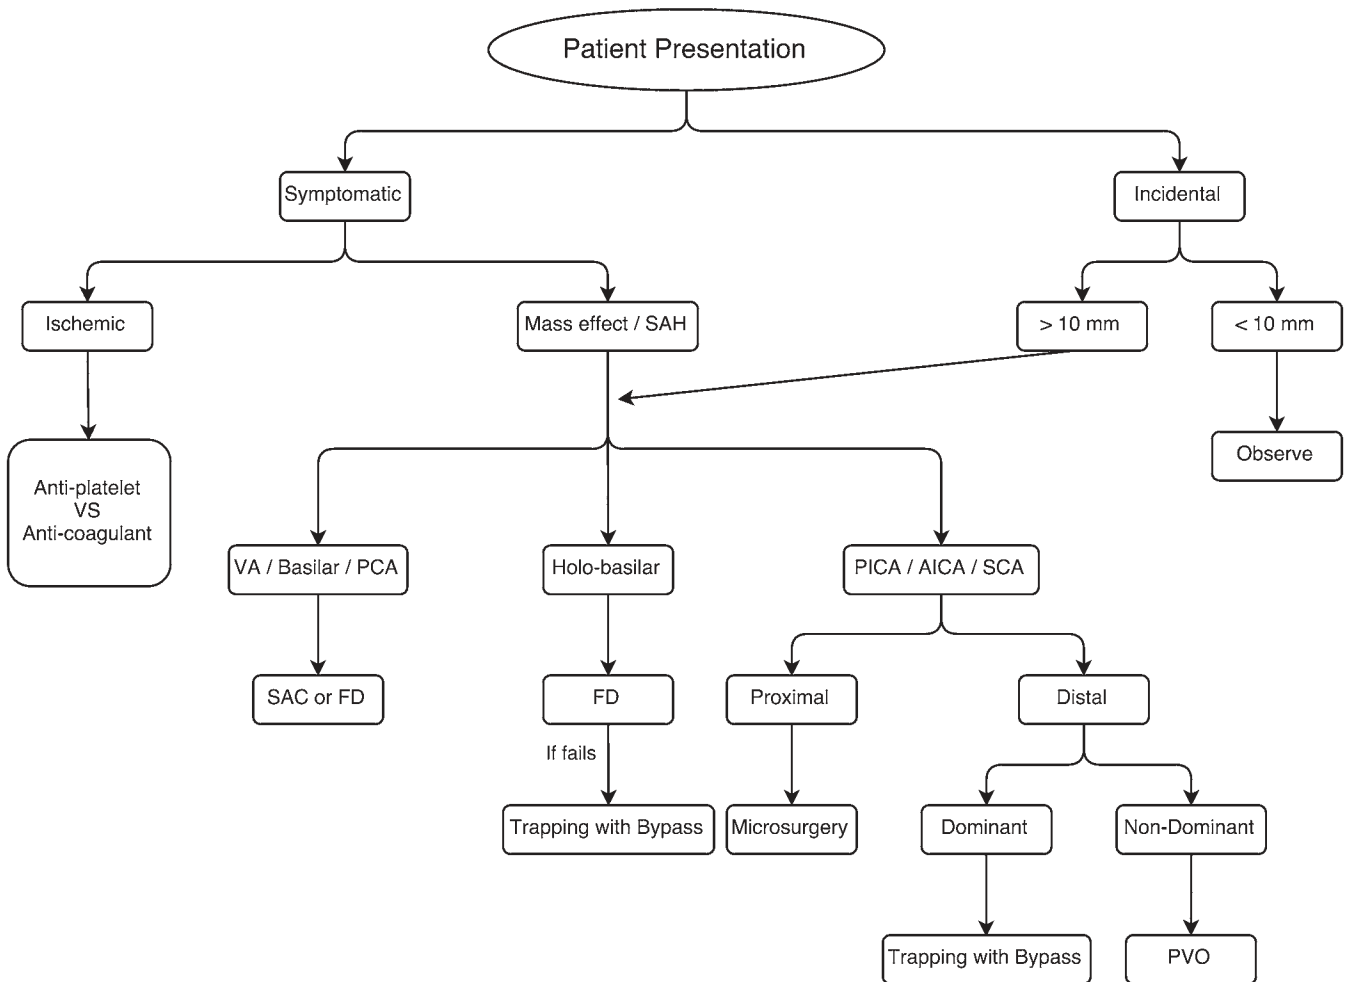 Patient Presentation
Symptomatic
Incidental
Ischemic
Mass effect / SAH
> 10 mm
< 10 mm
Anti-platelet
VS
Anti-coagulant
Observe
VA / Basilar / PCA
Holo-basilar
PICA / AICA / SCA
SAC or FD
FD
Proximal
Distal
If fails
Trapping with Bypass
Microsurgery
Dominant
Non-Dominant
Trapping with Bypass
PVO